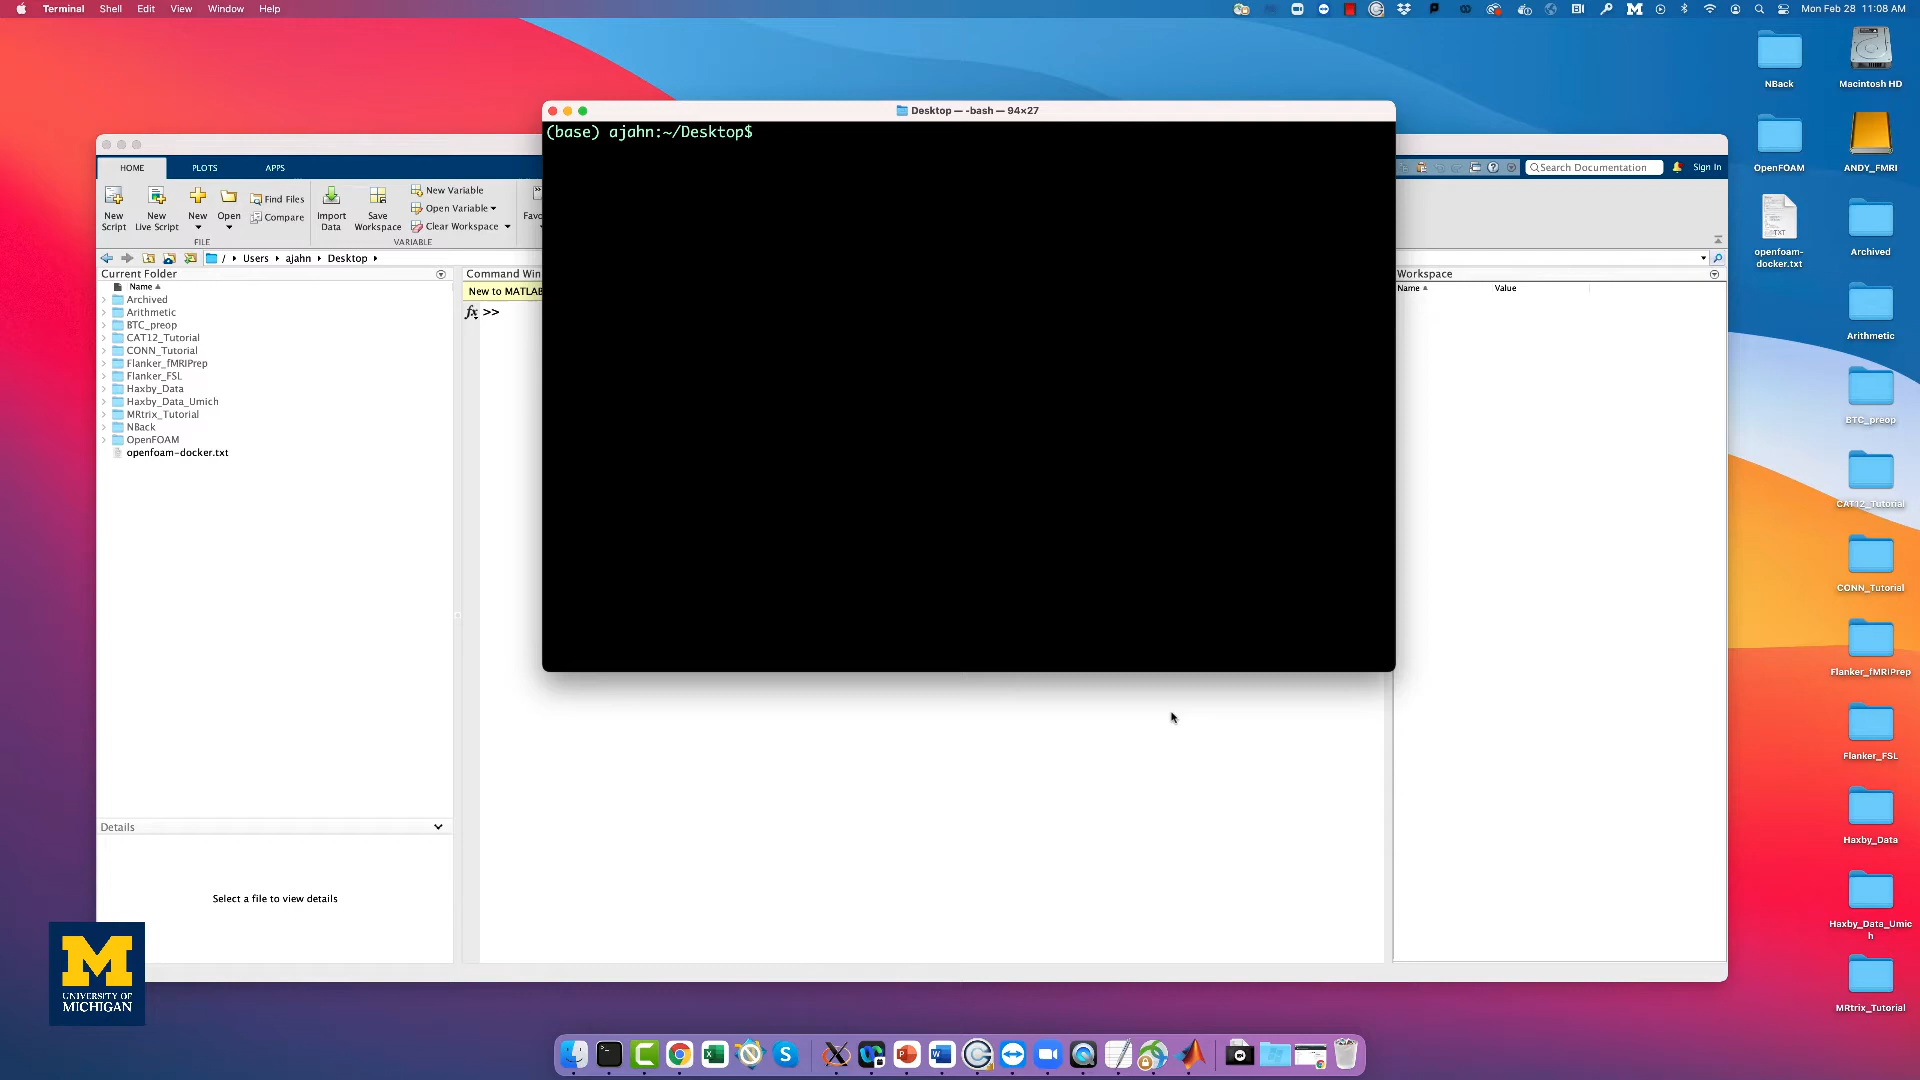 Terminal Shell Edit View Window Help
Mon Feb 28 11:08 AM
Desktop — -bash — 94×27
(base) ajahn:~/Desktop$
HOME PLOTS APPS
Search Documentation
Sign In
New Script
New Live Script
New
Open
Find Files
Compare
FILE
Import Data
Save Workspace
New Variable
Open Variable
Clear Workspace
VARIABLE
Favo
/ Users ajahn Desktop
Current Folder
Name
Archived
Arithmetic
BTC_preop
CAT12_Tutorial
CONN_Tutorial
Flanker_fMRIPrep
Flanker_FSL
Haxby_Data
Haxby_Data_Umich
MRtrix_Tutorial
NBack
OpenFOAM
openfoam-docker.txt
Details
Select a file to view details
Command Win
New to MATLAB
fx >>
Workspace
Name Value
NBack
Macintosh HD
OpenFOAM
ANDY_FMRI
TXT
openfoam-
docker.txt
Archived
Arithmetic
BTC_preop
CAT12_Tutorial
CONN_Tutorial
Flanker_fMRIPrep
Flanker_FSL
Haxby_Data
Haxby_Data_Umic
h
MRtrix_Tutorial
M
UNIVERSITY OF
MICHIGAN